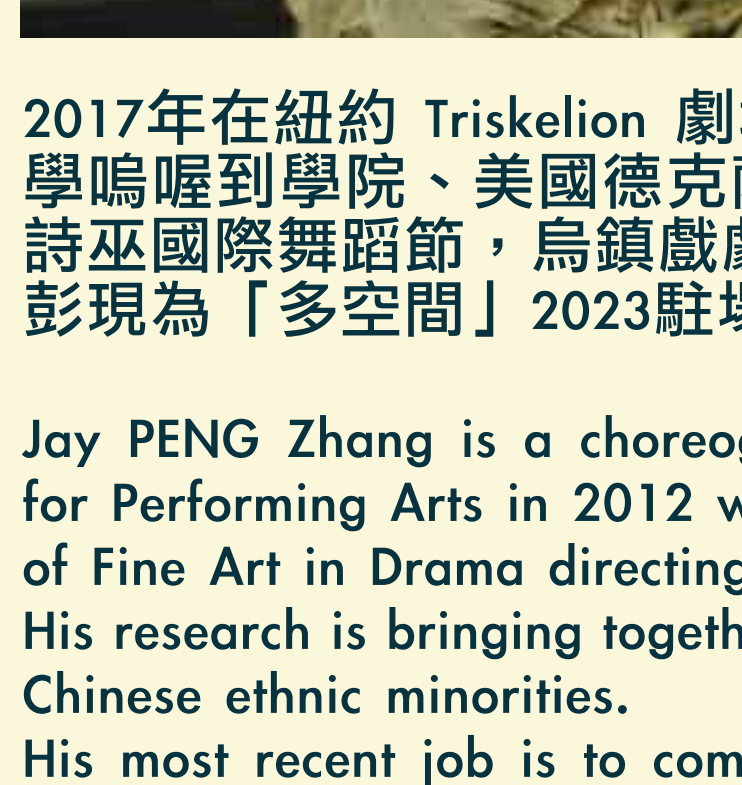 2017年在紐約 Triskelion 劇
學嗚喔到學院、美國德克
詩巫國際舞蹈節，烏鎮戲劇
彭現為「多空間」2023駐場
Jay PENG Zhang is a
for Performing Arts in 2012
of Fine Art in Drama directing
His research is bringing
Chinese ethnic minorities.
His most recent job is to